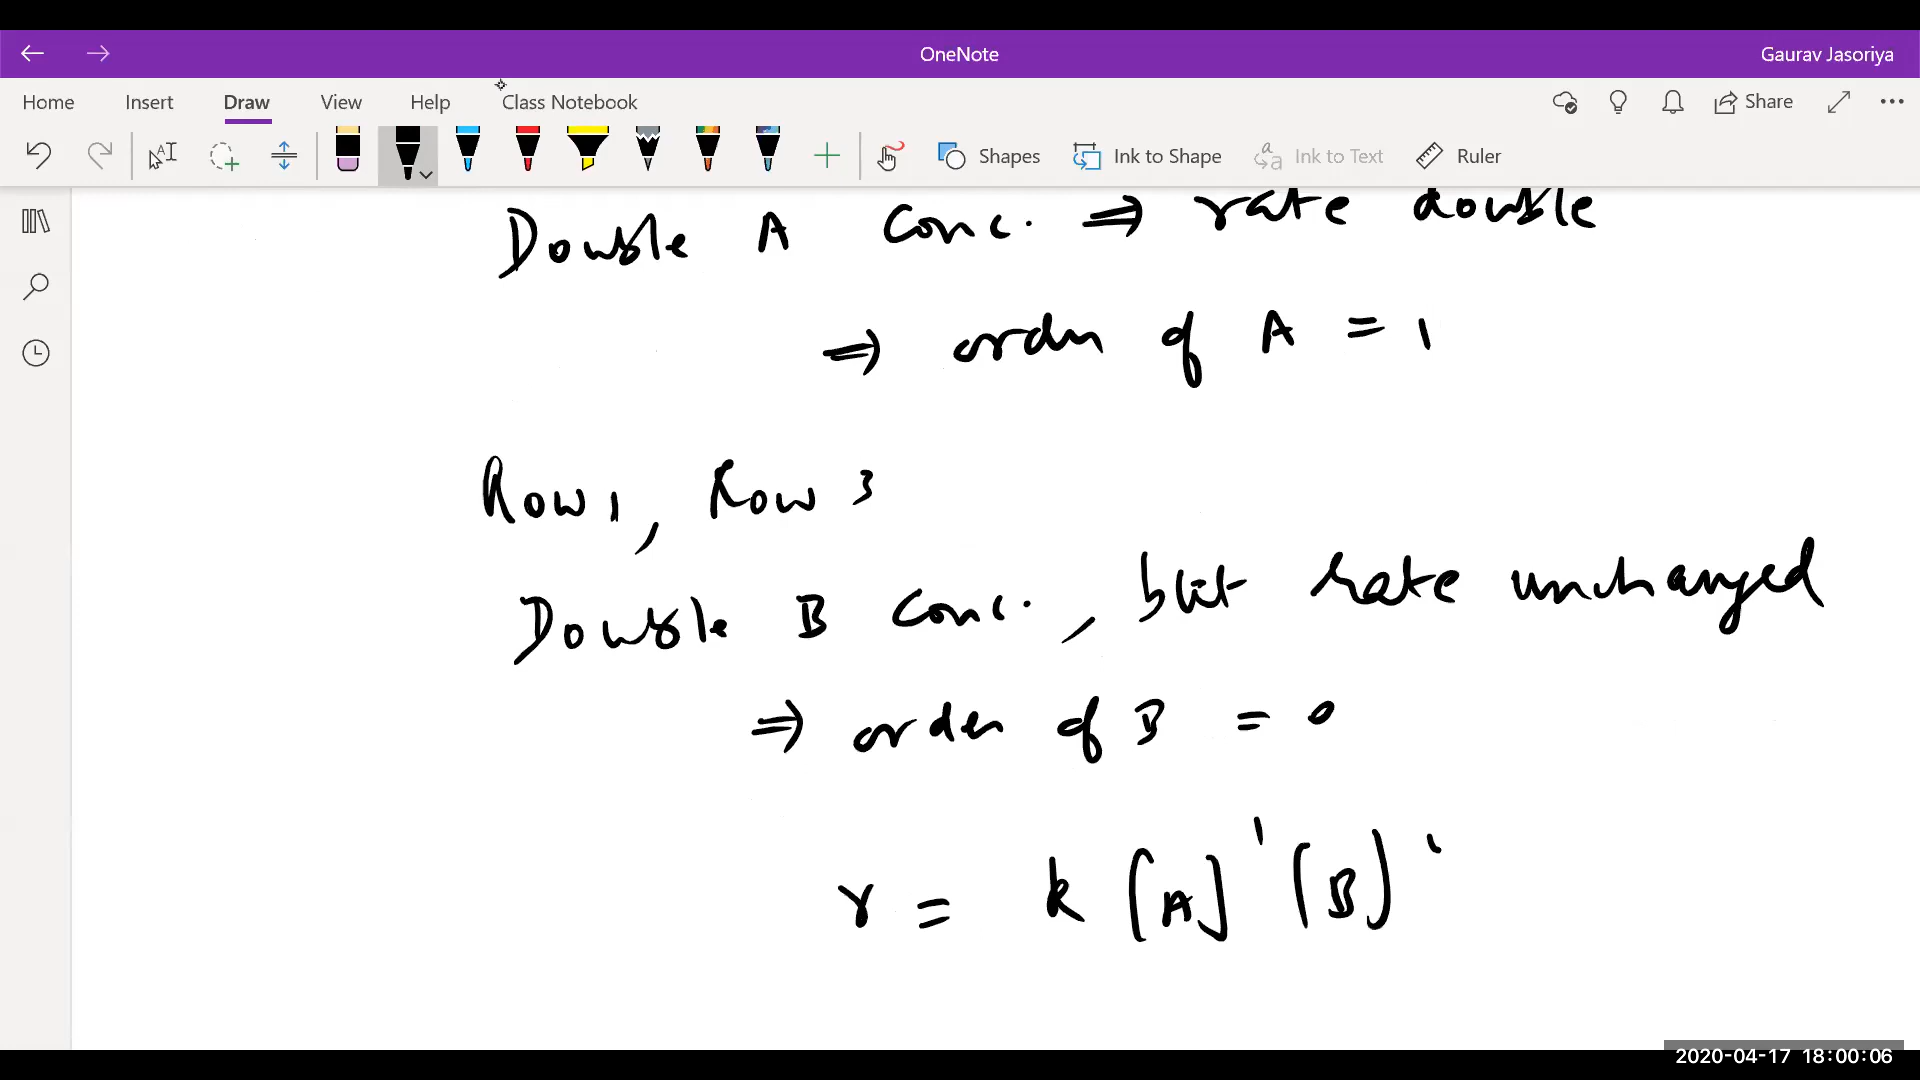 OneNote
Gaurav Jasoriya
Home Insert Draw View Help Class Notebook Share
Shapes Ink to Shape Ink to Text Ruler
Double A Conc. ⇒ rate double
⇒ order of A = 1
Row 1, Row 3
Double B Conc., but rate unchanged
⇒ order of B = 0
r = k [A]¹ [B]
2020-04-17 18:00:06